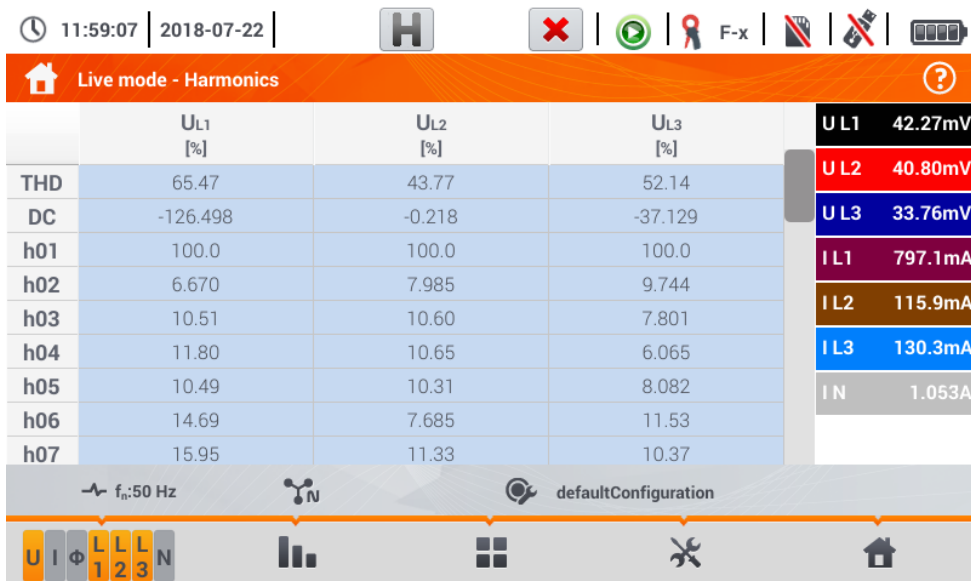 11:59:07 2018-07-22 H F-x
Live mode - Harmonics ?
UL1 UL2 UL3
[%] [%] [%]
THD 65.47 43.77 52.14
DC -126.498 -0.218 -37.129
h01 100.0 100.0 100.0
h02 6.670 7.985 9.744
h03 10.51 10.60 7.801
h04 11.80 10.65 6.065
h05 10.49 10.31 8.082
h06 14.69 7.685 11.53
h07 15.95 11.33 10.37
U L1 42.27mV
U L2 40.80mV
U L3 33.76mV
I L1 797.1mA
I L2 115.9mA
I L3 130.3mA
I N 1.053A
fn:50 Hz N defaultConfiguration
U I Φ L1 L2 L3 N